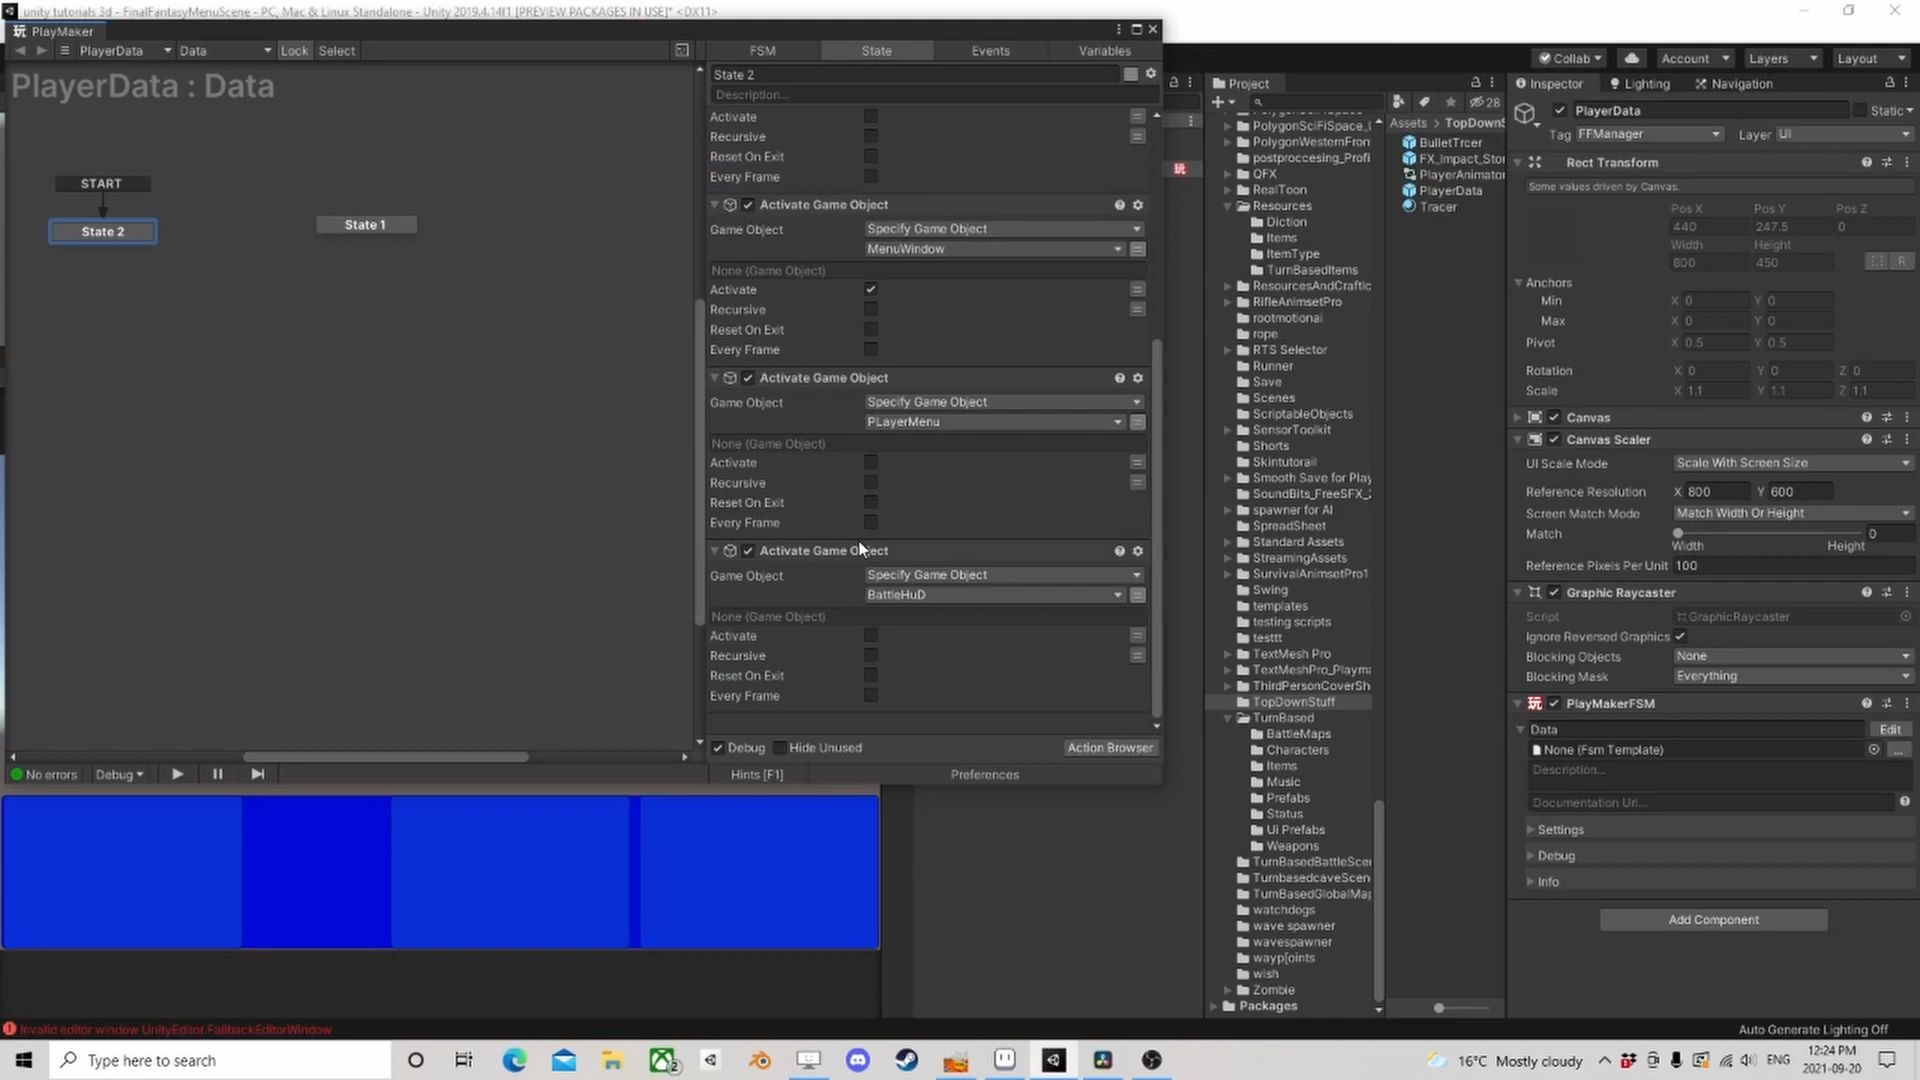 unity tutorials 3d - FinalFantasyMenuScene - PC, Mac & Linux Standalone - Unity 2019.4.14f1 [PREVIEW PACKAGES IN USE]* <DX11>
PlayMaker
PlayerData
Data
Lock
Select
PlayerData : Data
START
State 2
State 1
FSM
State
Events
Variables
State 2
Description...
Activate
Recursive
Reset On Exit
Every Frame
Activate Game Object
Game Object
Specify Game Object
MenuWindow
None (Game Object)
Activate
Recursive
Reset On Exit
Every Frame
Activate Game Object
Game Object
Specify Game Object
PLayerMenu
None (Game Object)
Activate
Recursive
Reset On Exit
Every Frame
Activate Game Object
Game Object
Specify Game Object
BattleHuD
None (Game Object)
Activate
Recursive
Reset On Exit
Every Frame
Debug
Hide Unused
Action Browser
No errors
Debug
Hints [F1]
Preferences
Collab
Account
Layers
Layout
Project
28
PolygonSciFiSpace_
PolygonWesternFron
postproccesing_Profi
QFX
RealToon
Resources
Diction
Items
ItemType
TurnBasedItems
ResourcesAndCraftic
RifleAnimsetPro
rootmotionai
rope
RTS Selector
Runner
Save
Scenes
ScriptableObjects
SensorToolkit
Shorts
Skintutorail
Smooth Save for Play
SoundBits_FreeSFX_2
spawner for AI
SpreadSheet
Standard Assets
StreamingAssets
SurvivalAnimsetPro1
Swing
templates
testing scripts
testtt
TextMesh Pro
TextMeshPro_Playma
ThirdPersonCoverSh
TopDownStuff
TurnBased
BattleMaps
Characters
Items
Music
Prefabs
Status
Ui Prefabs
Weapons
TurnBasedBattleScen
TurnbasedcaveScen
TurnBasedGlobalMap
watchdogs
wave spawner
wavespawner
wayp[oints
wish
Zombie
Packages
Assets > TopDownS
BulletTrcer
FX_Impact_Sto
PlayerAnimator
PlayerData
Tracer
Inspector
Lighting
Navigation
PlayerData
Static
Tag FFManager
Layer UI
Rect Transform
Some values driven by Canvas.
Pos X Pos Y Pos Z
440 247.5 0
Width Height
800 450
R
Anchors
Min X 0 Y 0
Max X 0 Y 0
Pivot X 0.5 Y 0.5
Rotation X 0 Y 0 Z 0
Scale X 1.1 Y 1.1 Z 1.1
Canvas
Canvas Scaler
UI Scale Mode Scale With Screen Size
Reference Resolution X 800 Y 600
Screen Match Mode Match Width Or Height
Match 0
Width Height
Reference Pixels Per Unit 100
Graphic Raycaster
Script GraphicRaycaster
Ignore Reversed Graphics
Blocking Objects None
Blocking Mask Everything
PlayMakerFSM
Data
Edit
None (Fsm Template)
...
Description...
Documentation Url...
Settings
Debug
Info
Add Component
Invalid editor window UnityEditor.FallbackEditorWindow
Auto Generate Lighting Off
Type here to search
16°C Mostly cloudy
ENG
12:24 PM
2021-09-20